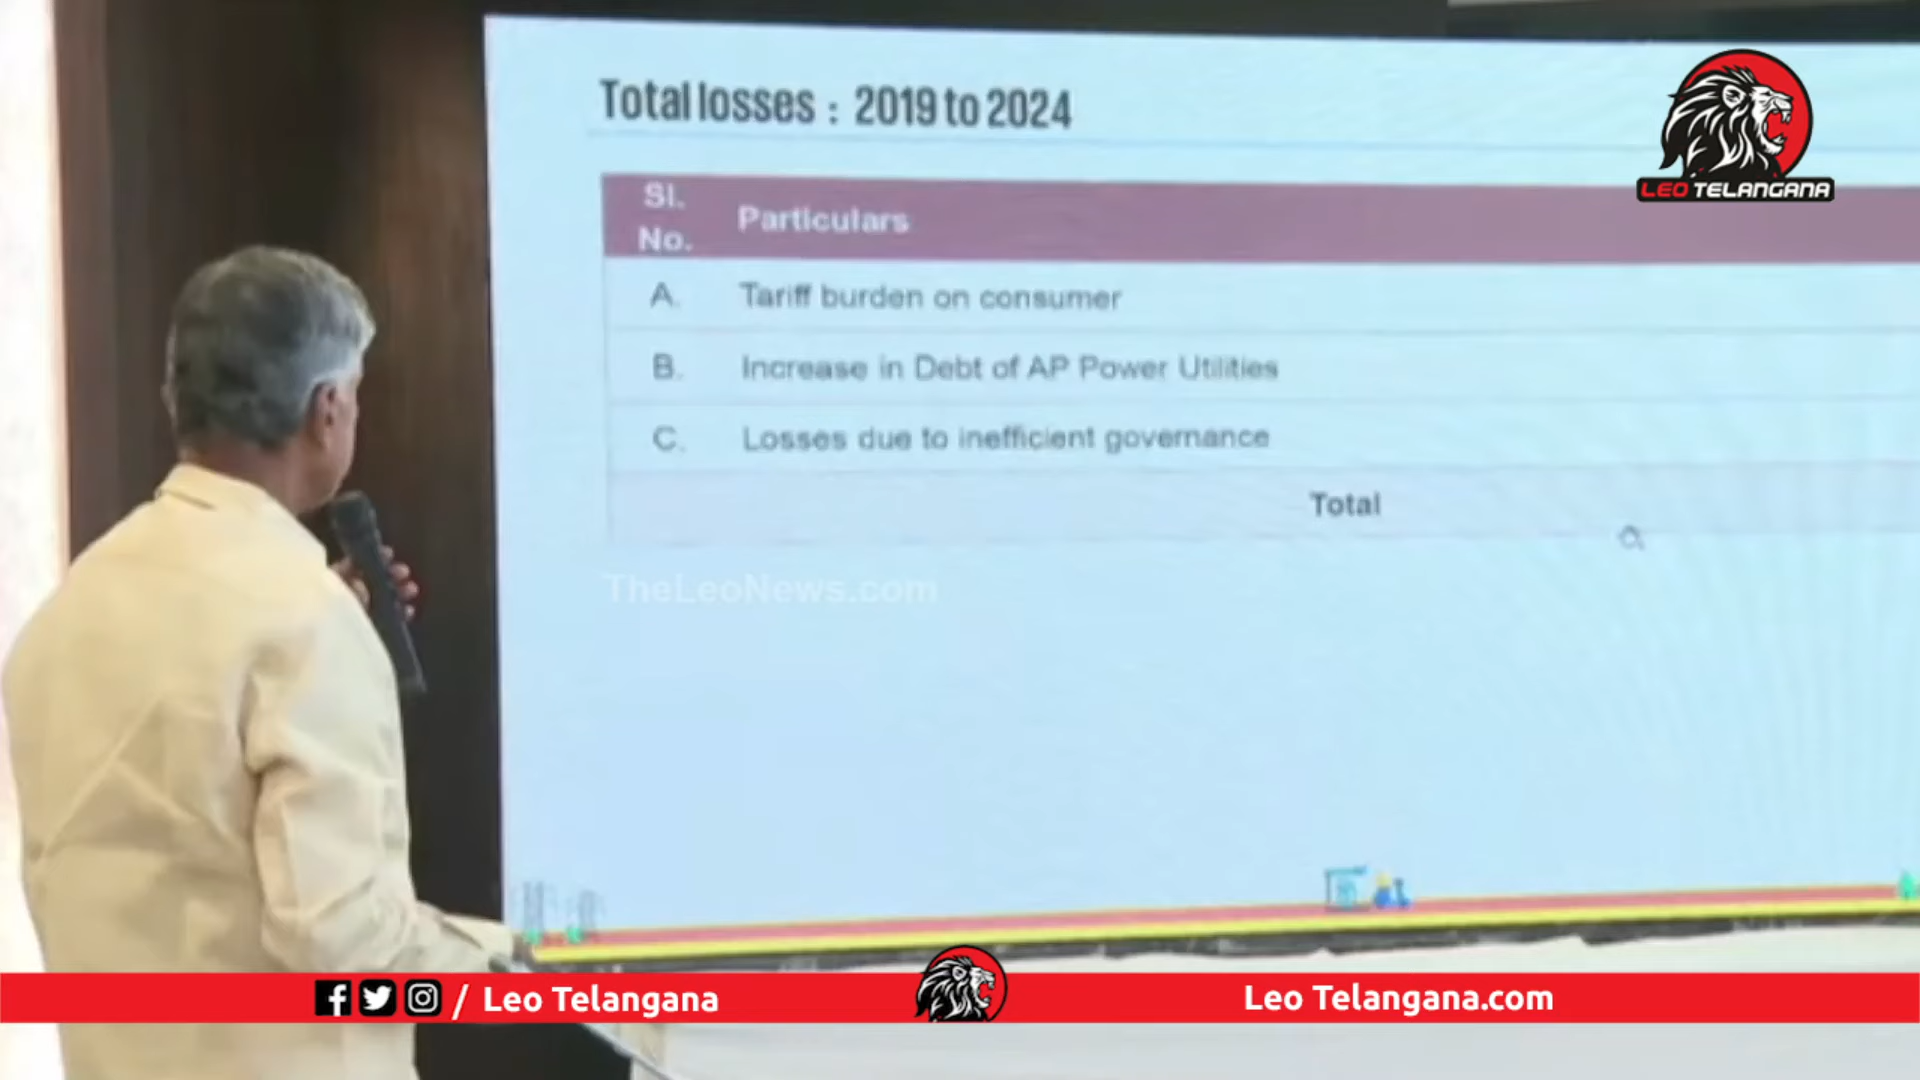 Total losses : 2019 to 2024
LEO TELANGANA
Sl. No.
Particulars
A. Tariff burden on consumer
B. Increase in Debt of AP Power Utilities
C. Losses due to inefficient governance
Total
TheLeoNews.com
/ Leo Telangana
Leo Telangana.com